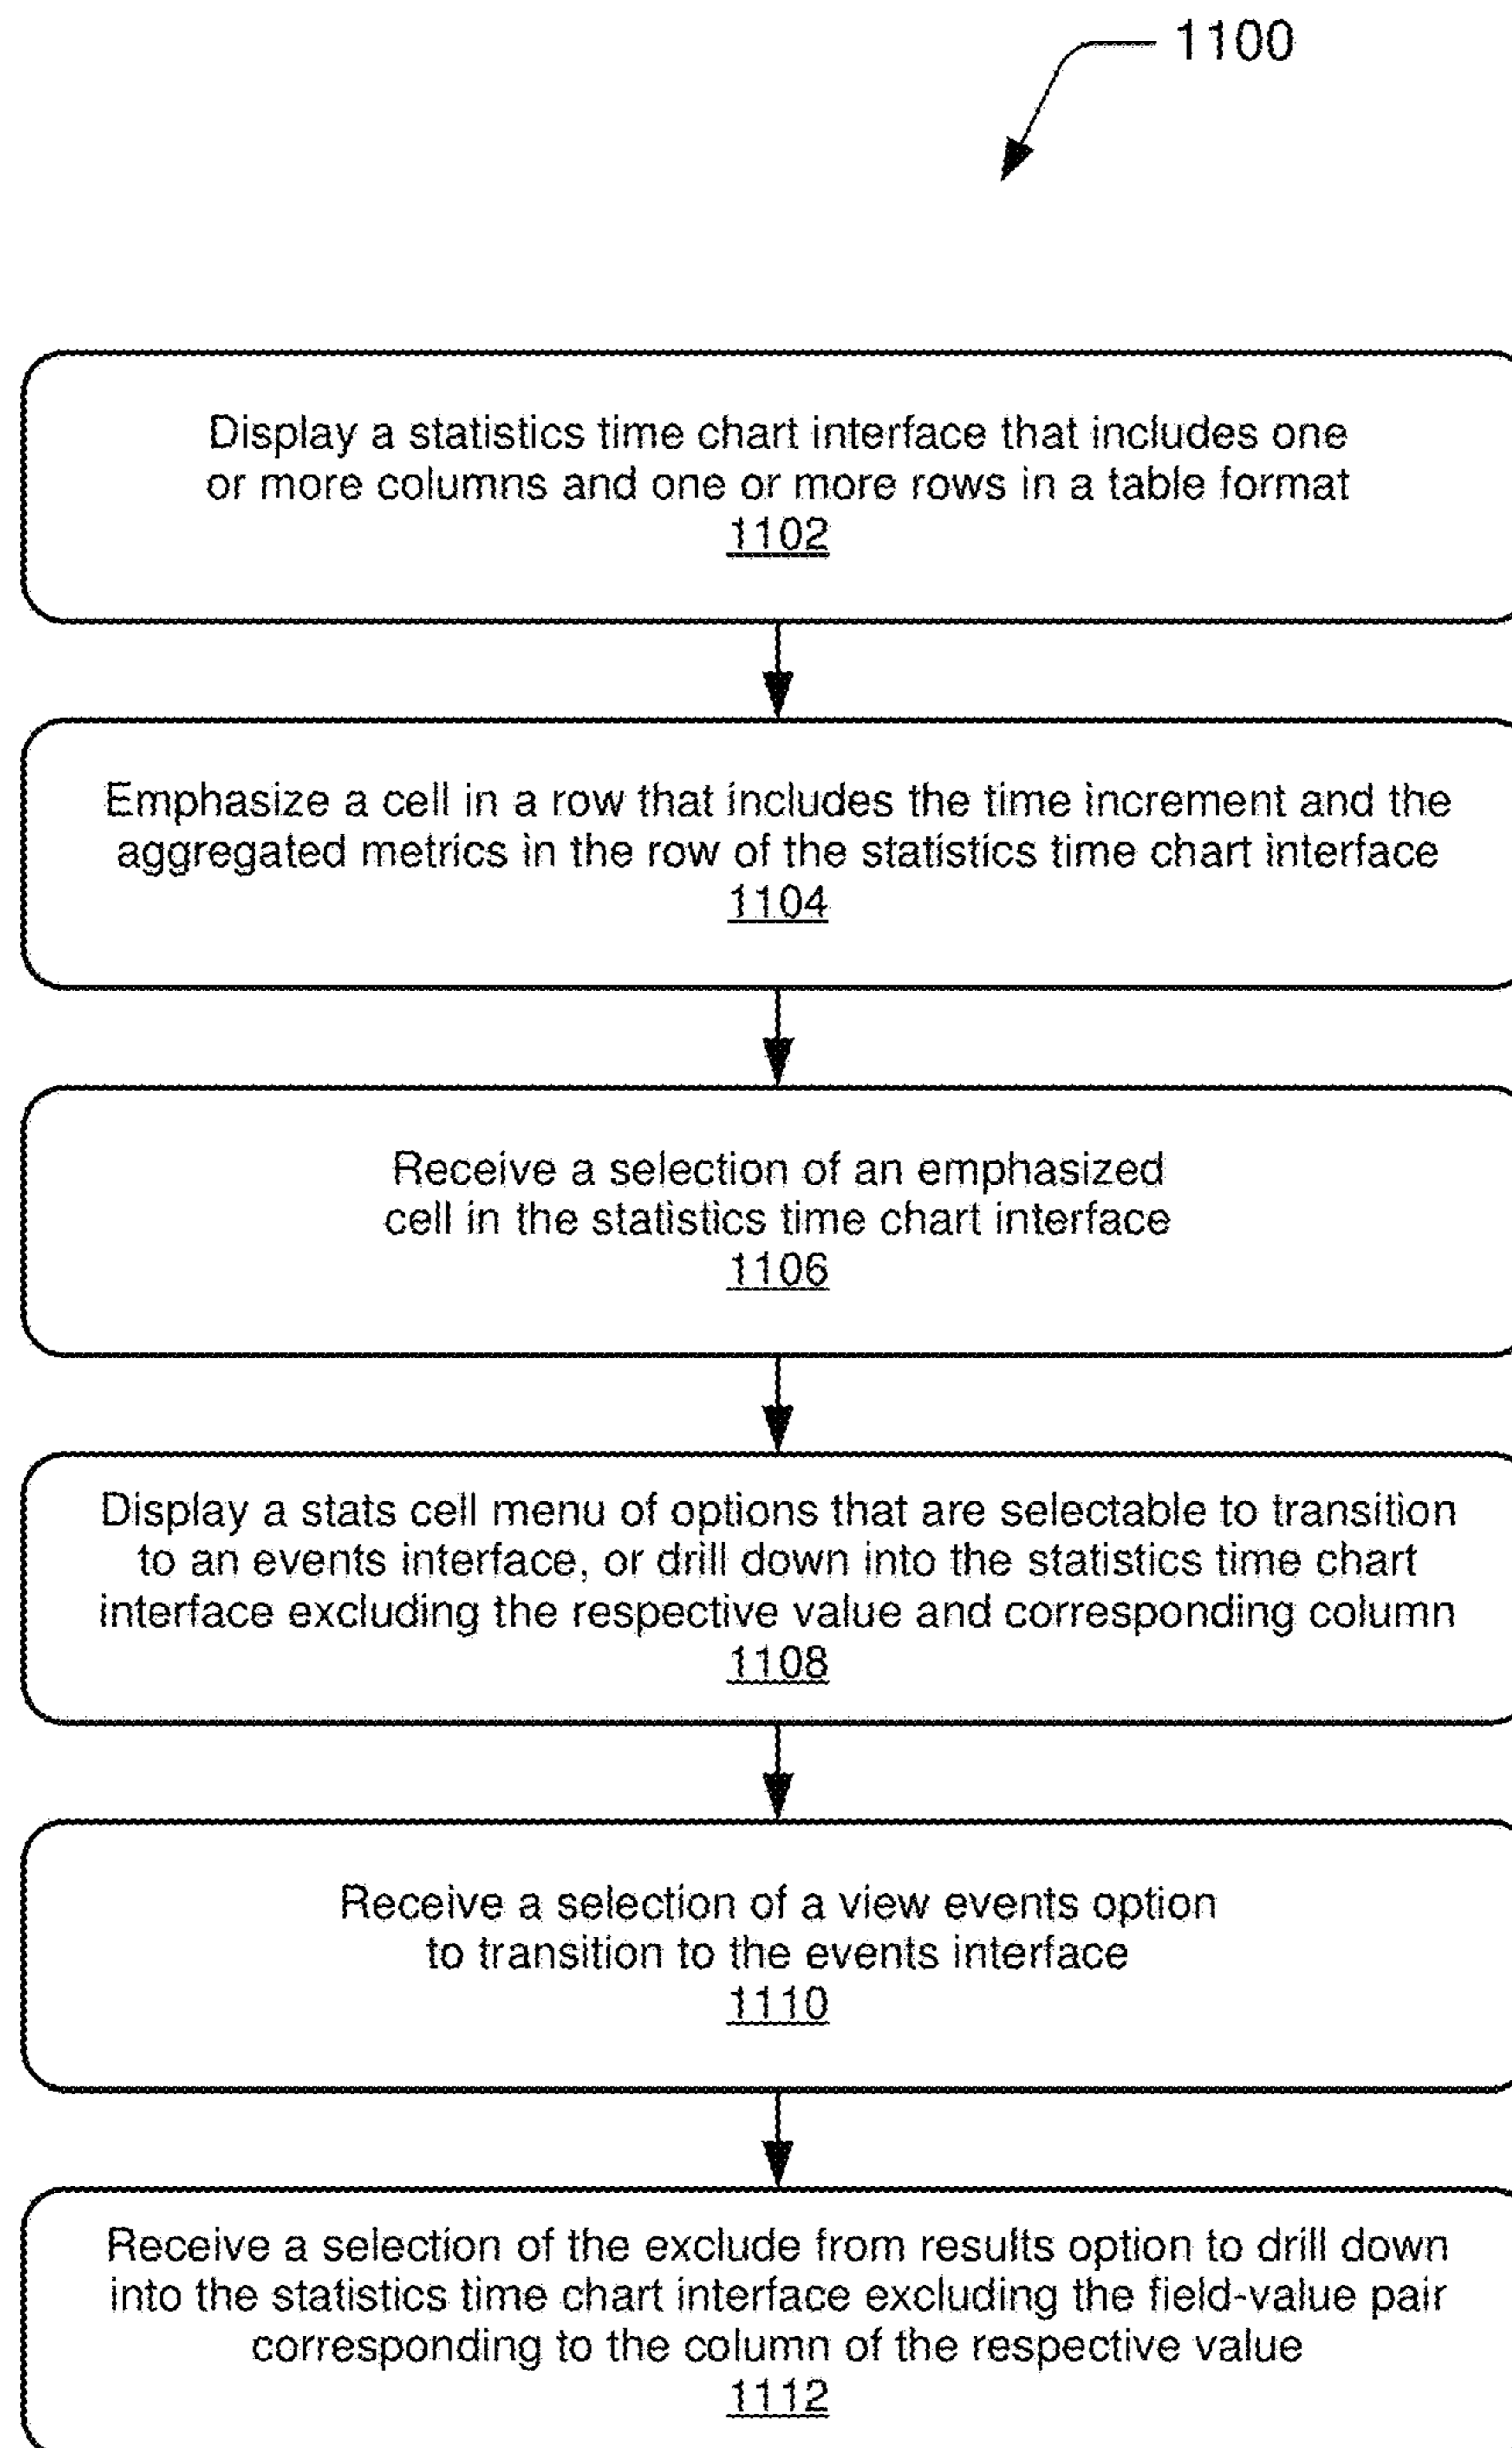 1100
Display a statistics time chart interface that includes one
or more columns and one or more rows in a table format
1102
Emphasize a cell in a row that includes the time increment and the
aggregated metrics in the row of the statistics time chart interface
1104
Receive a selection of an emphasized
cell in the statistics time chart interface
1106
Display a stats cell menu of options that are selectable to transition
to an events interface, or drill down into the statistics time chart
interface excluding the respective value and corresponding column
1108
Receive a selection of a view events option
to transition to the events interface
1110
Receive a selection of the exclude from results option to drill down
into the statistics time chart interface excluding the field-value pair
corresponding to the column of the respective value
1112